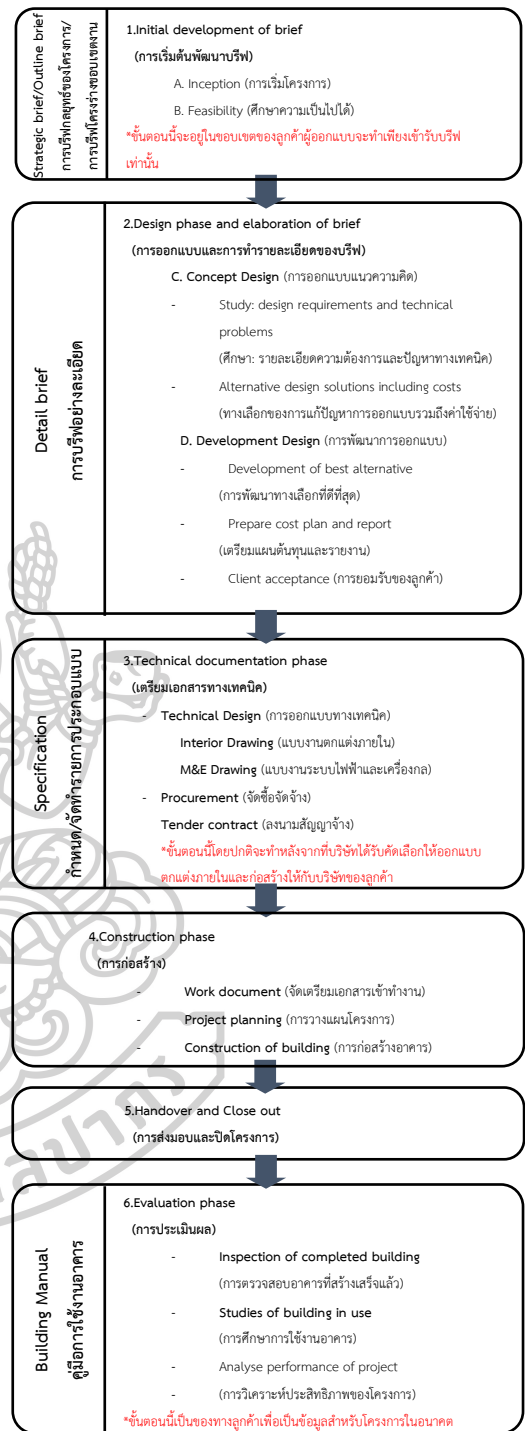 Strategic brief/Outline brief
การบรีฟกลยุทธ์ของโครงการ/
การบรีฟโครงร่างขอบเขตงาน
1.Initial development of brief
(การเริ่มต้นพัฒนาบรีฟ)
A. Inception (การเริ่มโครงการ)
B. Feasibility (ศึกษาความเป็นไปได้)
*ขั้นตอนนี้จะอยู่ในขอบเขตของลูกค้าผู้ออกแบบจะทำเพียงเข้ารับบรีฟ
เท่านั้น
Detail brief
การบรีฟอย่างละเอียด
2.Design phase and elaboration of brief
(การออกแบบและการทำรายละเอียดของบรีฟ)
C. Concept Design (การออกแบบแนวความคิด)
- Study: design requirements and technical
problems
(ศึกษา: รายละเอียดความต้องการและปัญหาทางเทคนิค)
- Alternative design solutions including costs
(ทางเลือกของการแก้ปัญหาการออกแบบรวมถึงค่าใช้จ่าย)
D. Development Design (การพัฒนาการออกแบบ)
- Development of best alternative
(การพัฒนาทางเลือกที่ดีที่สุด)
- Prepare cost plan and report
(เตรียมแผนต้นทุนและรายงาน)
- Client acceptance (การยอมรับของลูกค้า)
Specification
กำหนด/จัดทำรายการประกอบแบบ
3.Technical documentation phase
(เตรียมเอกสารทางเทคนิค)
- Technical Design (การออกแบบทางเทคนิค)
Interior Drawing (แบบงานตกแต่งภายใน)
M&E Drawing (แบบงานระบบไฟฟ้าและเครื่องกล)
- Procurement (จัดซื้อจัดจ้าง)
Tender contract (ลงนามสัญญาจ้าง)
*ขั้นตอนนี้โดยปกติจะทำหลังจากที่บริษัทได้รับคัดเลือกให้ออกแบบ
ตกแต่งภายในและก่อสร้างให้กับบริษัทของลูกค้า
4.Construction phase
(การก่อสร้าง)
- Work document (จัดเตรียมเอกสารเข้าทำงาน)
- Project planning (การวางแผนโครงการ)
- Construction of building (การก่อสร้างอาคาร)
5.Handover and Close out
(การส่งมอบและปิดโครงการ)
Building Manual
คู่มือการใช้งานอาคาร
6.Evaluation phase
(การประเมินผล)
- Inspection of completed building
(การตรวจสอบอาคารที่สร้างเสร็จแล้ว)
- Studies of building in use
(การศึกษาการใช้งานอาคาร)
- Analyse performance of project
- (การวิเคราะห์ประสิทธิภาพของโครงการ)
*ขั้นตอนนี้เป็นของทางลูกค้าเพื่อเป็นข้อมูลสำหรับโครงการในอนาคต